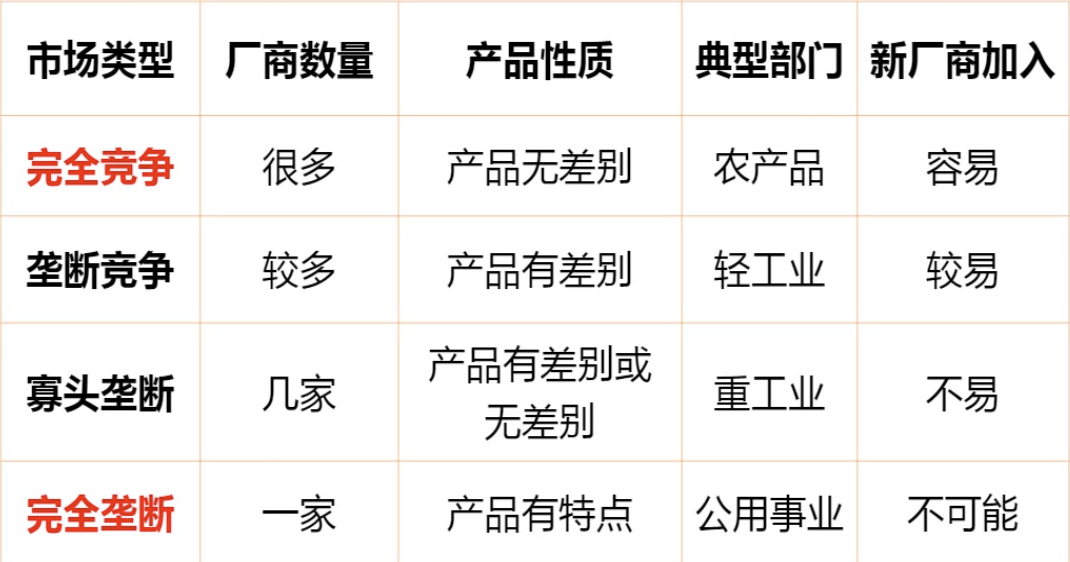 市场类型 厂商数量 产品性质 典型部门 新厂商加入
完全竞争 很多 产品无差别 农产品 容易
垄断竞争 较多 产品有差别 轻工业 较易
寡头垄断 几家 产品有差别或
无差别 重工业 不易
完全垄断 一家 产品有特点 公用事业 不可能